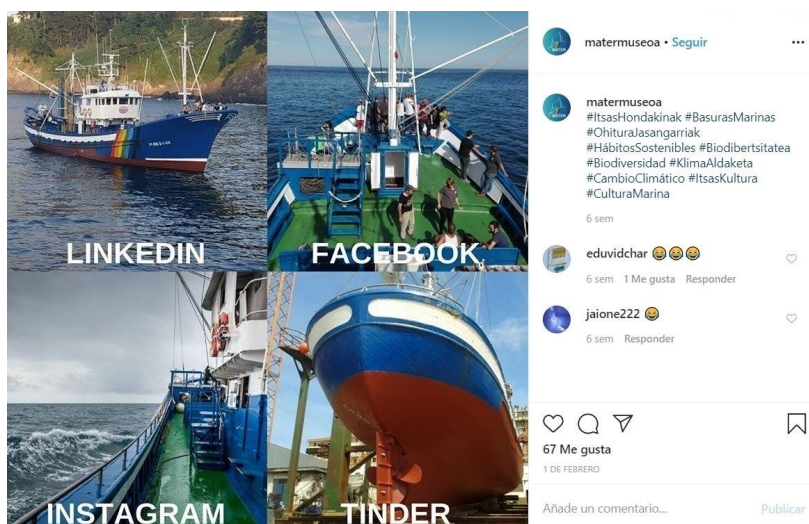 LINKEDIN
FACEBOOK
INSTAGRAM
TINDER
matermuseoa • Seguir
matermuseoa
#ItsasHondakinak #BasurasMarinas
#OhituraJasangarriak
#HábitosSostenibles #Biodibertsitatea
#Biodiversidad #KlimaAldaketa
#CambioClimático #ItsasKultura
#CulturaMarina
6 sem
eduvidchar 😂😂😂
6 sem 1 Me gusta Responder
jaione222 😂
6 sem Responder
67 Me gusta
1 DE FEBRERO
Añade un comentario... Publicar